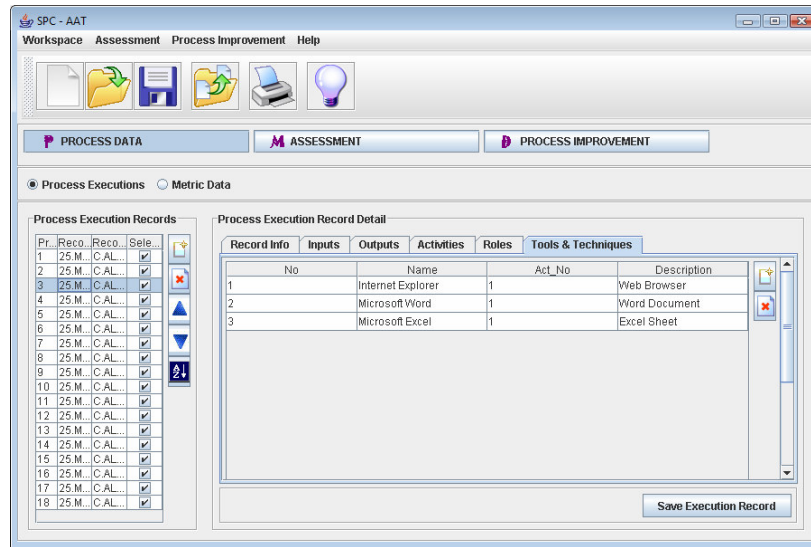 SPC - AAT
Workspace Assessment Process Improvement Help
P PROCESS DATA M ASSESSMENT PROCESS IMPROVEMENT
Process Executions Metric Data
Process Execution Records Process Execution Record Detail
Record Info Inputs Outputs Activities Roles Tools & Techniques
Pr... Reco... Reco... Sele...
No Name Act_No Description
1 25.M... C.AL...
2 25.M... C.AL...
3 25.M... C.AL...
4 25.M... C.AL...
5 25.M... C.AL...
6 25.M... C.AL...
7 25.M... C.AL...
8 25.M... C.AL...
9 25.M... C.AL...
10 25.M... C.AL...
11 25.M... C.AL...
12 25.M... C.AL...
13 25.M... C.AL...
14 25.M... C.AL...
15 25.M... C.AL...
16 25.M... C.AL...
17 25.M... C.AL...
18 25.M... C.AL...
1 Internet Explorer 1 Web Browser
2 Microsoft Word 1 Word Document
3 Microsoft Excel 1 Excel Sheet
Save Execution Record